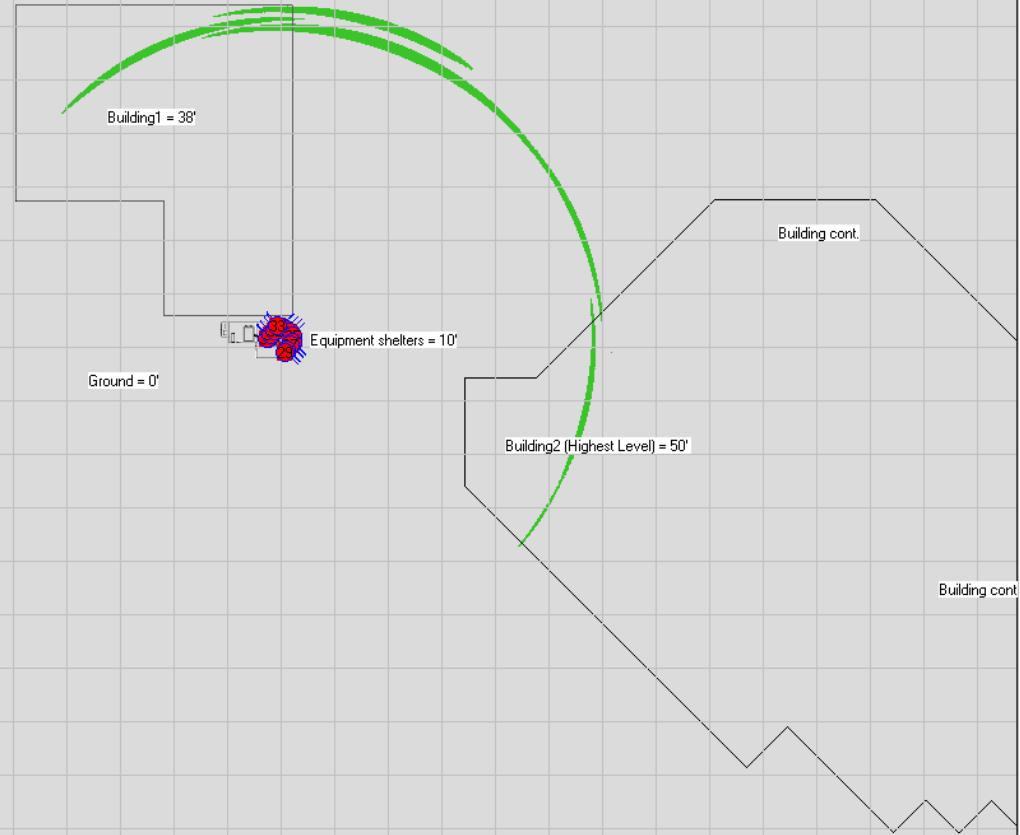 Building1 = 38'
Building cont.
Equipment shelters = 10'
Ground = 0'
Building2 (Highest Level) = 50'
Building cont